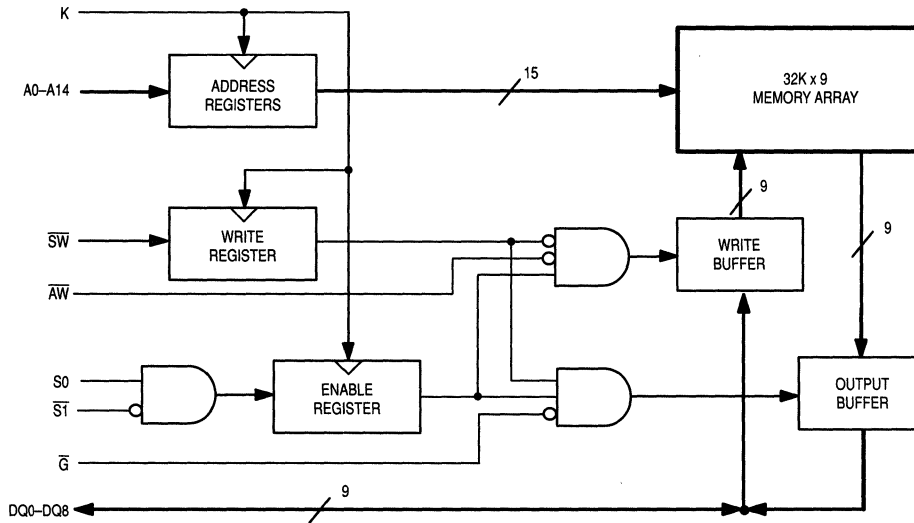 K
A0–A14
ADDRESS
REGISTERS
15
32K x 9
MEMORY ARRAY
9
9
S̅W̅
WRITE
REGISTER
WRITE
BUFFER
A̅W̅
S0
S̅1̅
ENABLE
REGISTER
OUTPUT
BUFFER
G̅
DQ0–DQ8
9